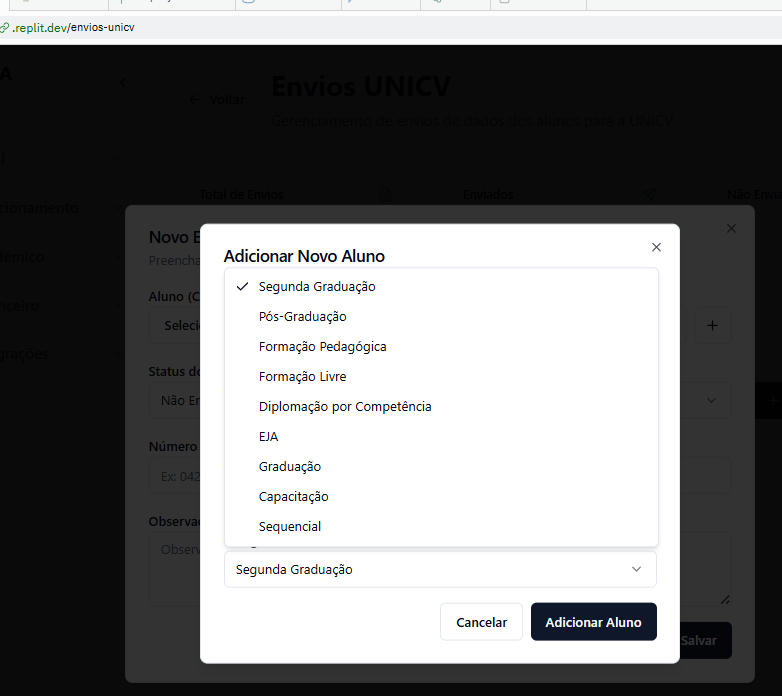 .replit.dev/envios-unicv
A
Voltar
Envios UNICV
Gerenciamento de envios de dados dos alunos para a UNICV
Total de Envios
Enviados
Não Envia
cionamento
dêmico
nceiro
grações
Novo E
Preencha
Aluno (C
Seleci
Status do
Não En
Número
Ex: 042
Observaç
Observ
Salvar
Adicionar Novo Aluno
Segunda Graduação
Pós-Graduação
Formação Pedagógica
Formação Livre
Diplomação por Competência
EJA
Graduação
Capacitação
Sequencial
Segunda Graduação
Cancelar
Adicionar Aluno